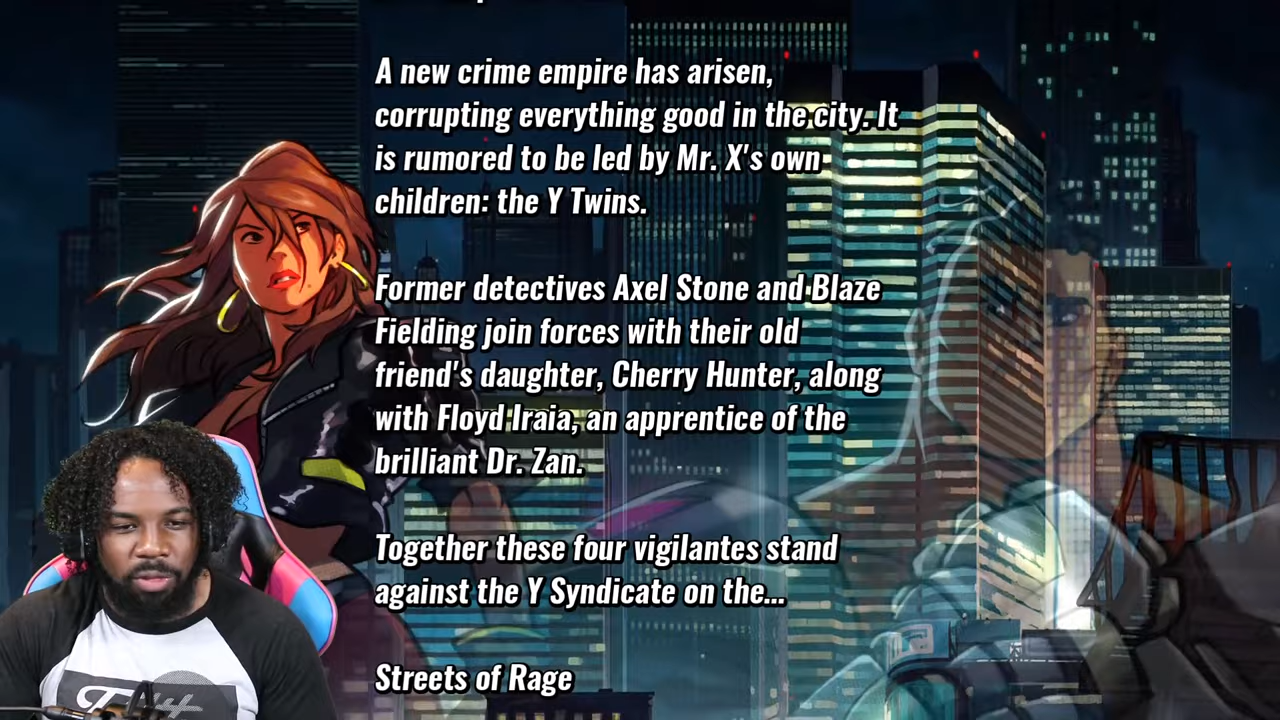 A new crime empire has arisen,
corrupting everything good in the city. It
is rumored to be led by Mr. X's own
children: the Y Twins.
Former detectives Axel Stone and Blaze
Fielding join forces with their old
friend's daughter, Cherry Hunter, along
with Floyd Iraia, an apprentice of the
brilliant Dr. Zan.
Together these four vigilantes stand
against the Y Syndicate on the...
Streets of Rage